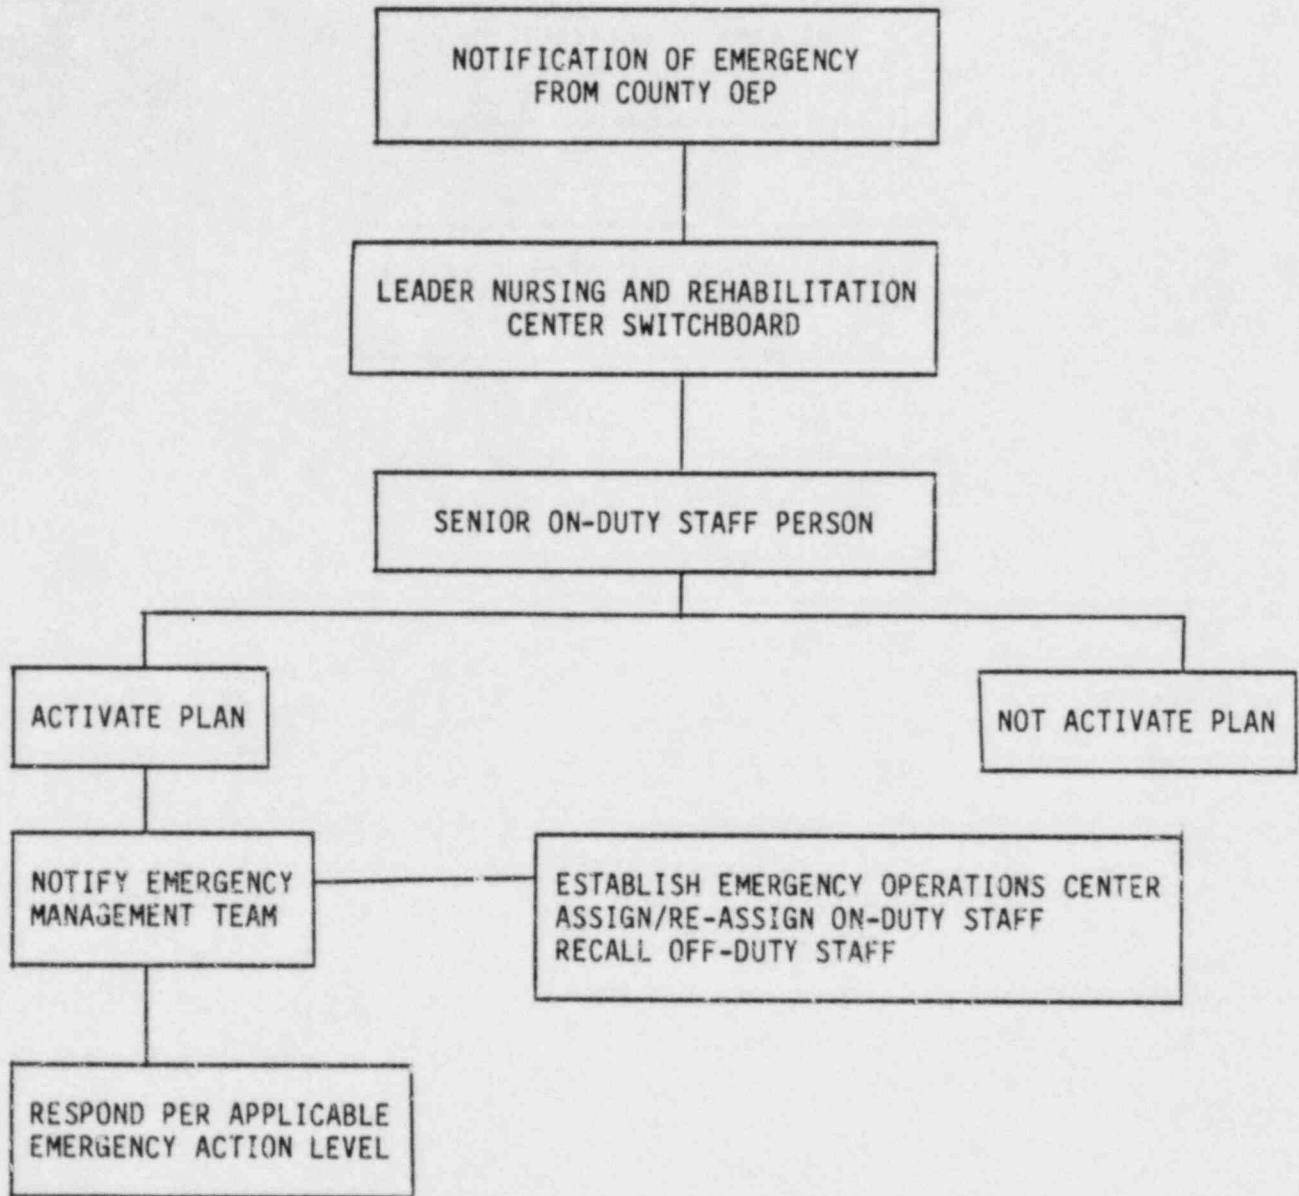 NOTIFICATION OF EMERGENCY
FROM COUNTY OEP
LEADER NURSING AND REHABILITATION
CENTER SWITCHBOARD
SENIOR ON-DUTY STAFF PERSON
ACTIVATE PLAN
NOT ACTIVATE PLAN
NOTIFY EMERGENCY
MANAGEMENT TEAM
ESTABLISH EMERGENCY OPERATIONS CENTER
ASSIGN/RE-ASSIGN ON-DUTY STAFF
RECALL OFF-DUTY STAFF
RESPOND PER APPLICABLE
EMERGENCY ACTION LEVEL